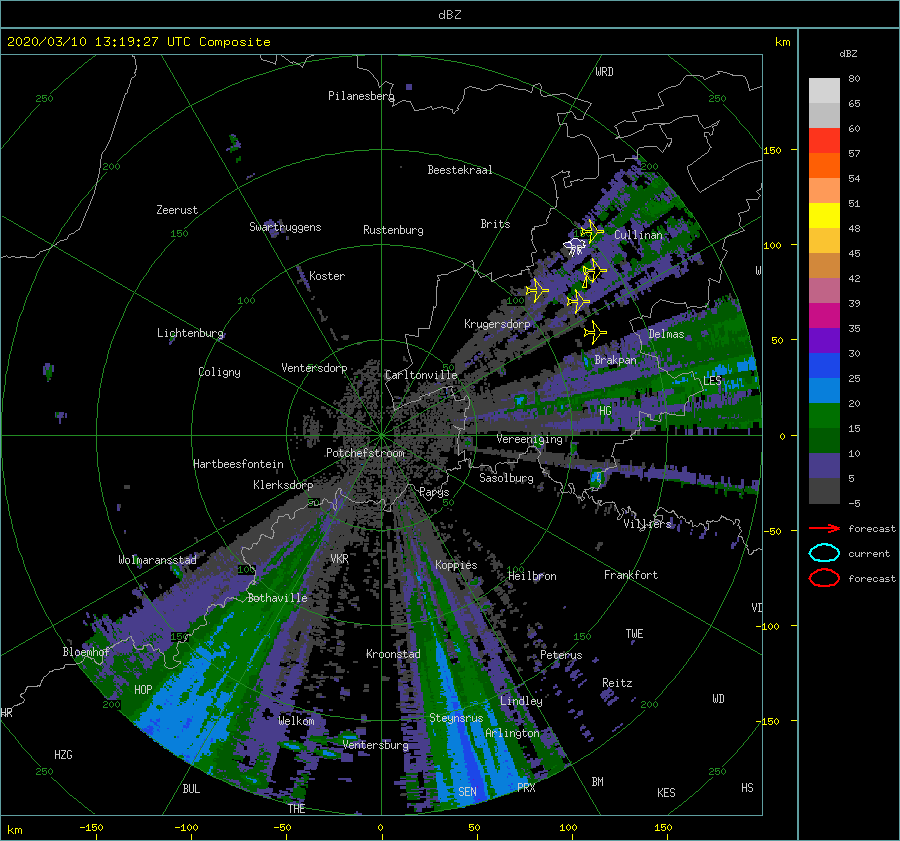 dBZ
2020/03/10 13:19:27 UTC Composite
km
dBZ
WRD
80
250
Pilanesberg
250
65
60
150
57
200
Beestekraal
200
54
Zeerust
51
150
Swartruggens
Rustenburg
Brits
Cullinan
48
100
45
Koster
W
42
100
100
39
Lichtenburg
Krugersdorp
Delmas
35
50
Coligny
Ventersdorp
Carltonville
Brakpan
30
50
LES
25
HG
20
0
Vereeniging
15
Hartbeesfontein
Potchefstroom
10
Klerksdorp
Parys
Sasolburg
5
50
50
-5
Villiers
-50
forecast
Wolmaransstad
VKR
Koppies
current
100
100
Heilbron
Frankfort
forecast
Bothaville
VD
-100
150
150
TWE
Bloemhof
Kroonstad
Peterus
Reitz
HOP
200
Lindley
200
WD
HR
Welkom
Steynsrus
-150
Arlington
HZG
Ventersburg
250
250
BUL
SEN
PRX
BM
KES
HS
THE
km
-150
-100
-50
0
50
100
150